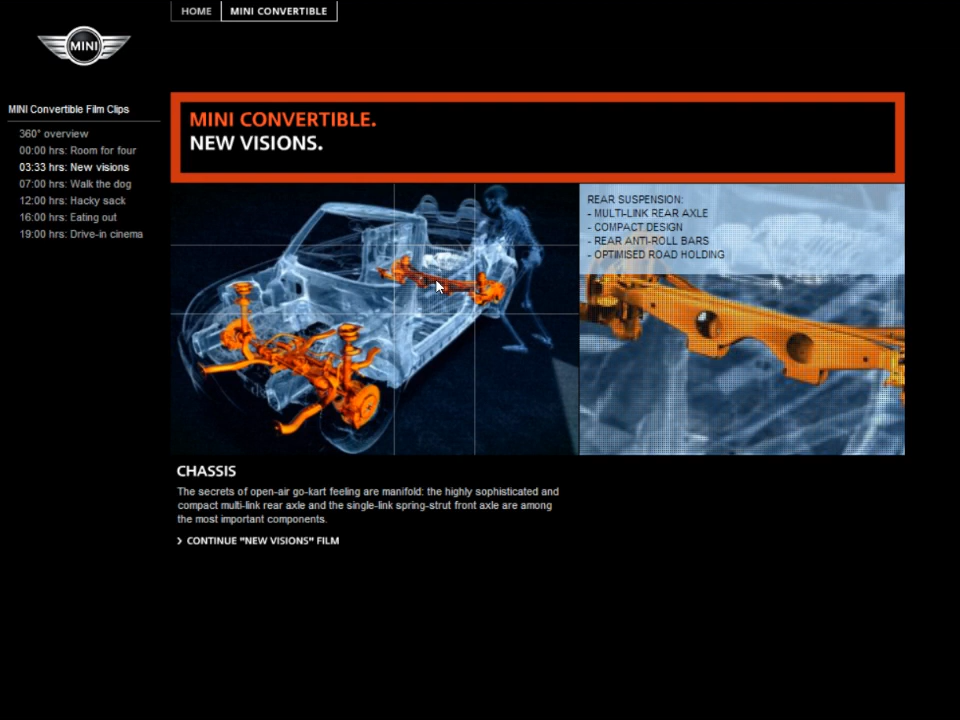 HOME
MINI CONVERTIBLE
MINI
MINI Convertible Film Clips
360° overview
00:00 hrs: Room for four
03:33 hrs: New visions
07:00 hrs: Walk the dog
12:00 hrs: Hacky sack
16:00 hrs: Eating out
19:00 hrs: Drive-in cinema
MINI CONVERTIBLE.
NEW VISIONS.
REAR SUSPENSION:
- MULTI-LINK REAR AXLE
- COMPACT DESIGN
- REAR ANTI-ROLL BARS
- OPTIMISED ROAD HOLDING
CHASSIS
The secrets of open-air go-kart feeling are manifold: the highly sophisticated and
compact multi-link rear axle and the single-link spring-strut front axle are among
the most important components.
> CONTINUE "NEW VISIONS" FILM